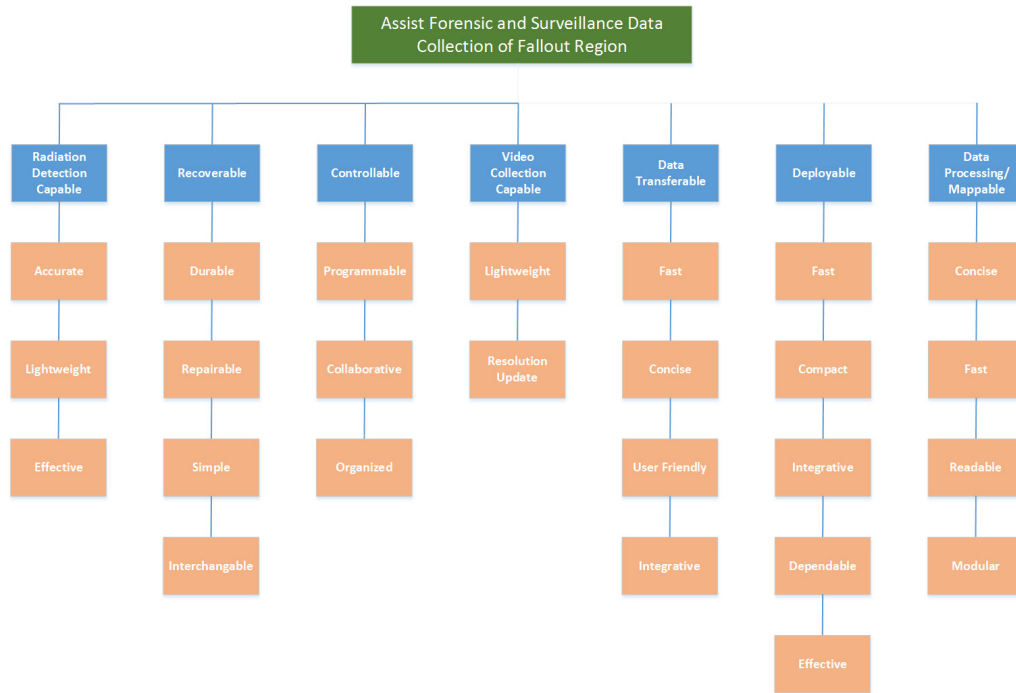 Assist Forensic and Surveillance Data
Collection of Fallout Region
Radiation
Detection
Capable
Recoverable
Controllable
Video
Collection
Capable
Data
Transferable
Deployable
Data
Processing/
Mappable
Accurate
Durable
Programmable
Lightweight
Fast
Fast
Concise
Lightweight
Repairable
Collaborative
Resolution
Update
Concise
Compact
Fast
Effective
Simple
Organized
User Friendly
Integrative
Readable
Interchangable
Integrative
Dependable
Modular
Effective